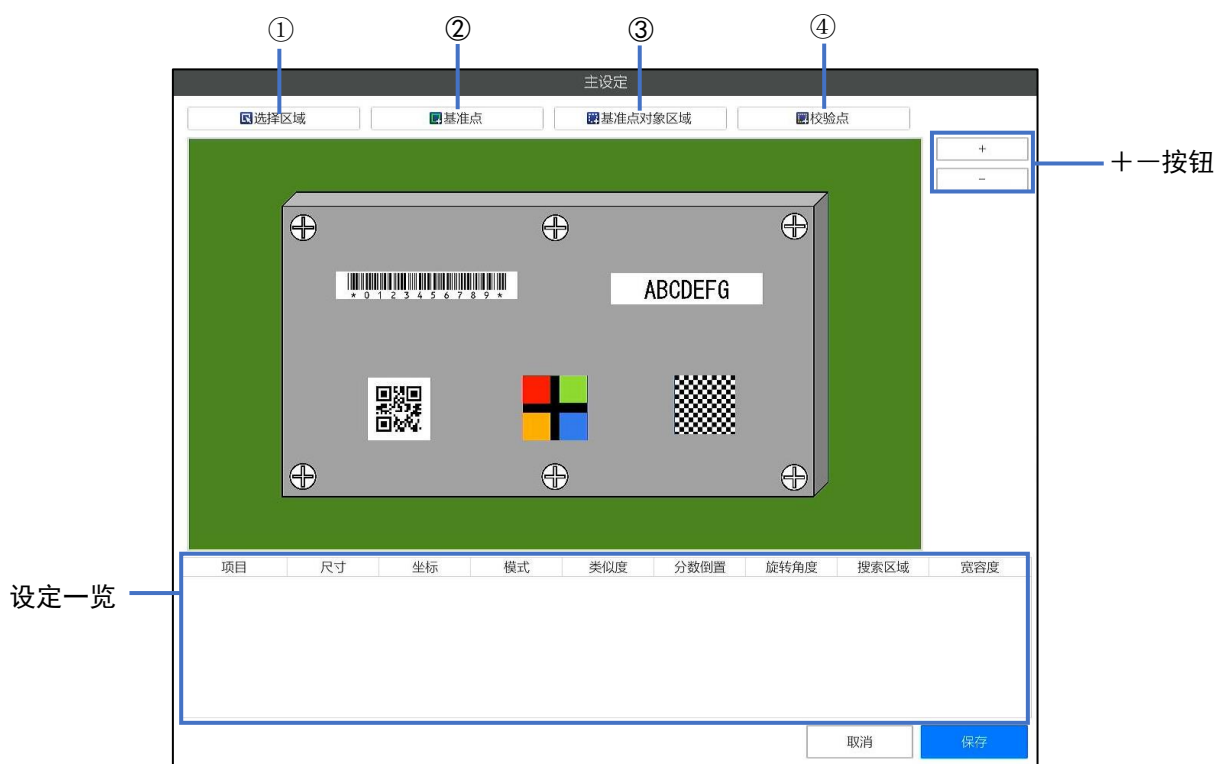 ① ② ③ ④
主设定
选择区域 基准点 基准点对象区域 校验点
+
-
＋－按钮
*0123456789*
ABCDEFG
设定一览
项目 尺寸 坐标 模式 类似度 分数倒置 旋转角度 搜索区域 宽容度
取消 保存